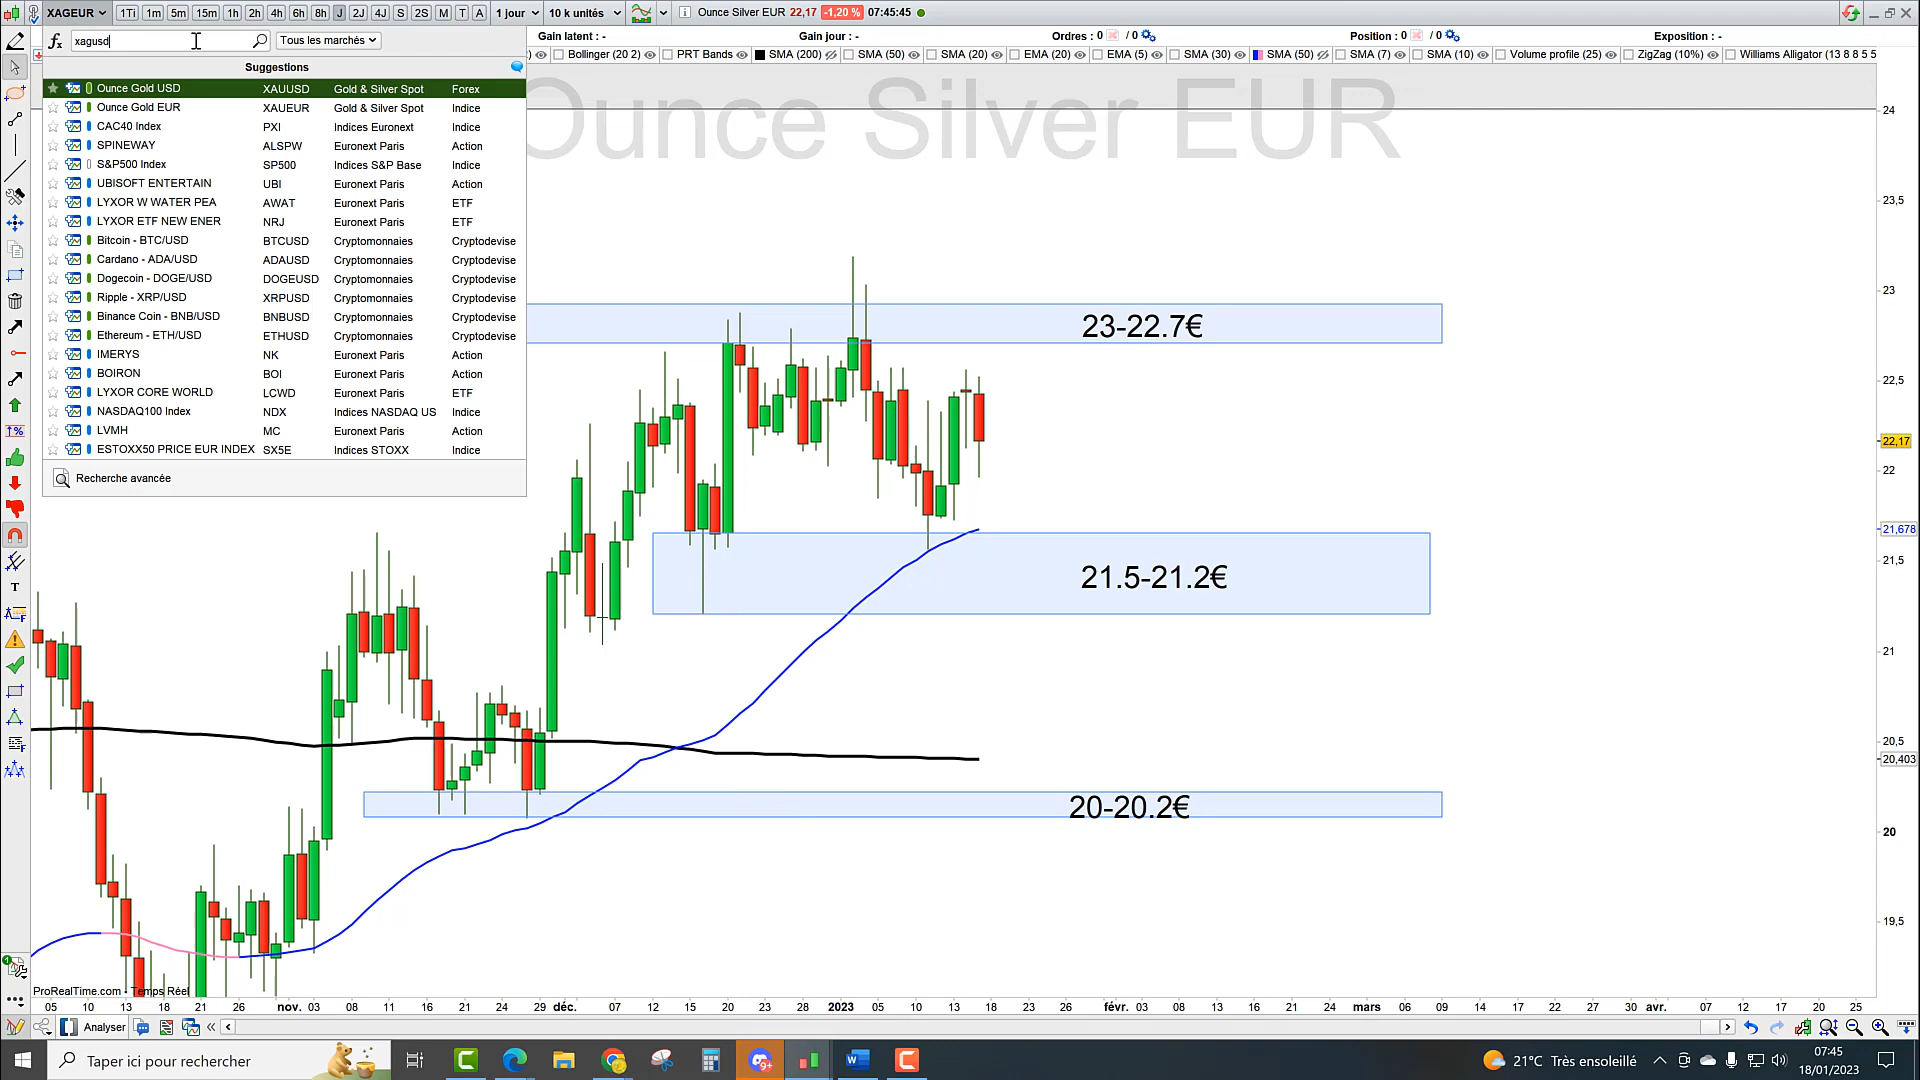 XAGEUR
1Ti 1m 5m 15m 1h 2h 4h 6h 8h J 2J 4J S 2S M T A
1 jour
10 k unités
Ounce Silver EUR 22,17 -1,20 % 07:45:45
xagusd
Tous les marchés
Gain latent : -
Gain jour : -
Ordres : 0 / 0
Position : 0 / 0
Exposition : -
Bollinger (20 2) PRT Bands SMA (200) SMA (50) SMA (20) EMA (20) EMA (5) SMA (30) SMA (50) SMA (7) SMA (10) Volume profile (25) ZigZag (10%) Williams Alligator (13 8 8 5 5
Suggestions
Ounce Gold USD XAUUSD Gold & Silver Spot Forex
Ounce Gold EUR XAUEUR Gold & Silver Spot Indice
CAC40 Index PXI Indices Euronext Indice
SPINEWAY ALSPW Euronext Paris Action
S&P500 Index SP500 Indices S&P Base Indice
UBISOFT ENTERTAIN UBI Euronext Paris Action
LYXOR W WATER PEA AWAT Euronext Paris ETF
LYXOR ETF NEW ENER NRJ Euronext Paris ETF
Bitcoin - BTC/USD BTCUSD Cryptomonnaies Cryptodevise
Cardano - ADA/USD ADAUSD Cryptomonnaies Cryptodevise
Dogecoin - DOGE/USD DOGEUSD Cryptomonnaies Cryptodevise
Ripple - XRP/USD XRPUSD Cryptomonnaies Cryptodevise
Binance Coin - BNB/USD BNBUSD Cryptomonnaies Cryptodevise
Ethereum - ETH/USD ETHUSD Cryptomonnaies Cryptodevise
IMERYS NK Euronext Paris Action
BOIRON BOI Euronext Paris Action
LYXOR CORE WORLD LCWD Euronext Paris ETF
NASDAQ100 Index NDX Indices NASDAQ US Indice
LVMH MC Euronext Paris Action
ESTOXX50 PRICE EUR INDEX SX5E Indices STOXX Indice
Recherche avancée
Ounce Silver EUR
23-22.7€
21.5-21.2€
20-20.2€
24
23,5
23
22,5
22,17
22
21,678
21,5
21
20,5
20,403
20
19,5
ProRealTime.com - Temps Réel
05 10 13 18 21 26 nov. 03 08 11 16 21 24 29 déc. 07 12 15 20 23 28 2023 05 10 13 18 23 26 févr. 03 08 13 16 21 24 mars 06 09 14 17 22 27 30 avr. 07 12 17 20 25
Analyser
Taper ici pour rechercher
21°C Très ensoleillé
07:45
18/01/2023